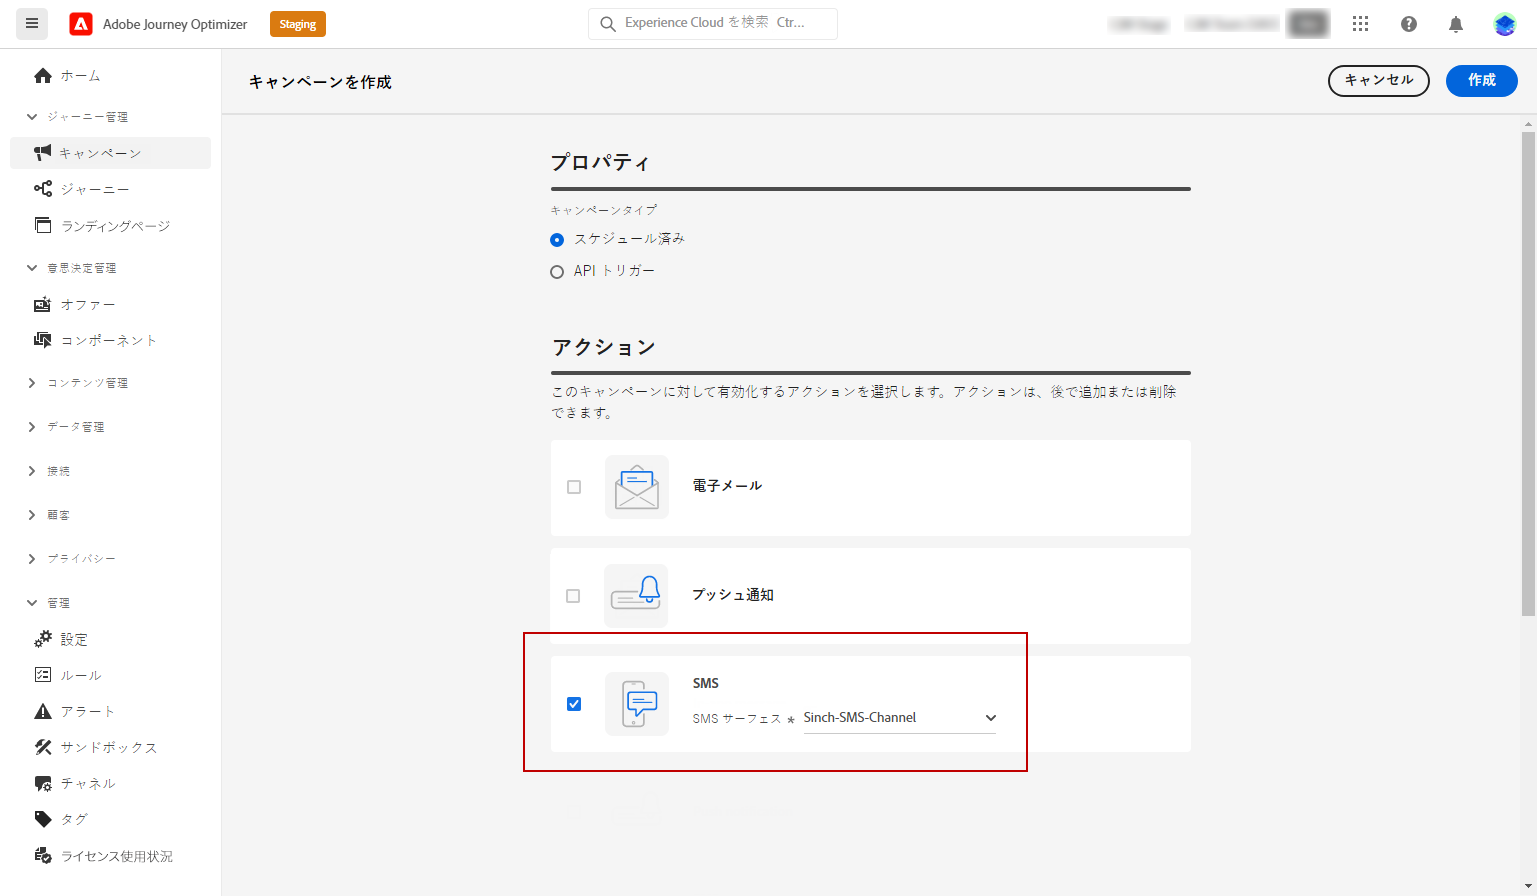 Adobe Journey Optimizer
Staging
Experience Cloud を検索 Ctr...
ホーム
ジャーニー管理
キャンペーン
ジャーニー
ランディングページ
意思決定管理
オファー
コンポーネント
コンテンツ管理
データ管理
接続
顧客
プライバシー
管理
設定
ルール
アラート
サンドボックス
チャネル
タグ
ライセンス使用状況
キャンペーンを作成
キャンセル
作成
プロパティ
キャンペーンタイプ
スケジュール済み
API トリガー
アクション
このキャンペーンに対して有効化するアクションを選択します。アクションは、後で追加または削除
できます。
電子メール
プッシュ通知
SMS
SMS サーフェス * Sinch-SMS-Channel